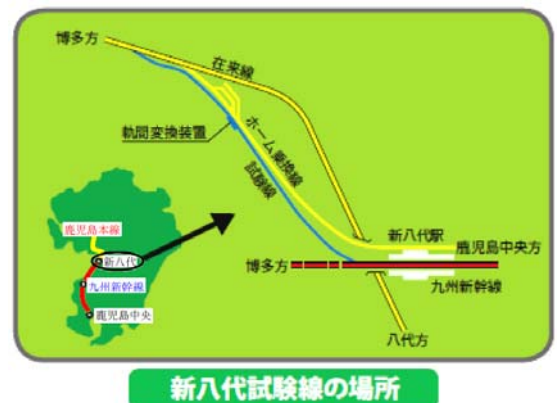 博多方
在来線
軌間変換装置
ホーム乗換線
試験線
鹿児島本線
新八代
九州新幹線
鹿児島中央
新八代駅
鹿児島中央方
博多方
九州新幹線
八代方
新八代試験線の場所